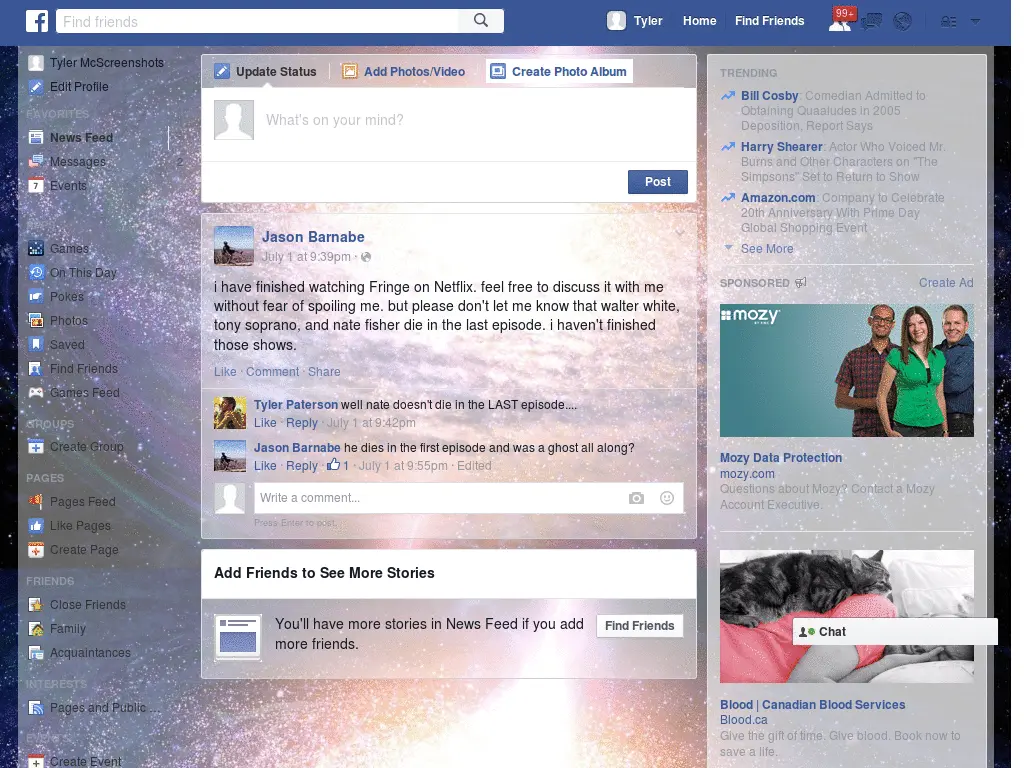 Find friends
Tyler
Home
Find Friends
99+
Tyler McScreenshots
Edit Profile
FAVORITES
News Feed
Messages 2
Events
7
Games
On This Day
Pokes
Photos
Saved
Find Friends
Games Feed
GROUPS
Create Group
PAGES
Pages Feed
Like Pages
Create Page
FRIENDS
Close Friends
Family
Acquaintances
INTERESTS
Pages and Public ...
EVENTS
Create Event
Update Status
Add Photos/Video
Create Photo Album
What's on your mind?
Post
Jason Barnabe
July 1 at 9:39pm ·
i have finished watching Fringe on Netflix. feel free to discuss it with me
without fear of spoiling me. but please don't let me know that walter white,
tony soprano, and nate fisher die in the last episode. i haven't finished
those shows.
Like · Comment · Share
Tyler Paterson well nate doesn't die in the LAST episode....
Like · Reply · July 1 at 9:42pm
Jason Barnabe he dies in the first episode and was a ghost all along?
Like · Reply · 1 · July 1 at 9:55pm · Edited
Write a comment...
Press Enter to post.
Add Friends to See More Stories
You'll have more stories in News Feed if you add
more friends.
Find Friends
TRENDING
Bill Cosby: Comedian Admitted to
Obtaining Quaaludes in 2005
Deposition, Report Says
Harry Shearer: Actor Who Voiced Mr.
Burns and Other Characters on "The
Simpsons" Set to Return to Show
Amazon.com: Company to Celebrate
20th Anniversary With Prime Day
Global Shopping Event
See More
SPONSORED
Create Ad
mozy
Mozy Data Protection
mozy.com
Questions about Mozy? Contact a Mozy
Account Executive.
Chat
Blood | Canadian Blood Services
Blood.ca
Give the gift of time. Give blood. Book now to
save a life.